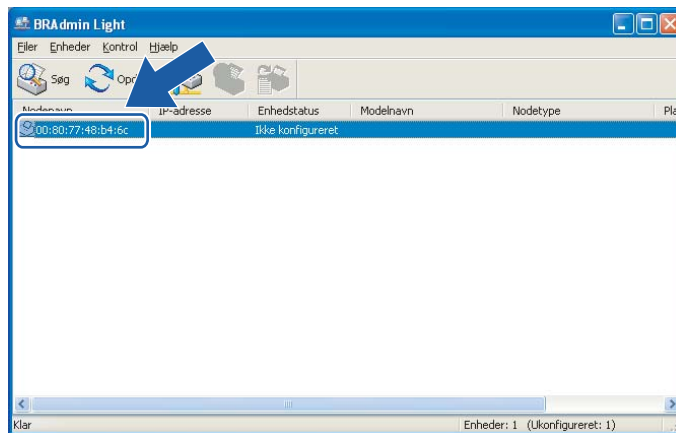 BRAdmin Light
Filer Enheder Kontrol Hjælp
Søg
IP-adresse Enhedstatus Modelnavn Nodetype
00:80:77:48:b4:6c Ikke konfigureret
Klar Enheder: 1 (Ukonfigureret: 1)